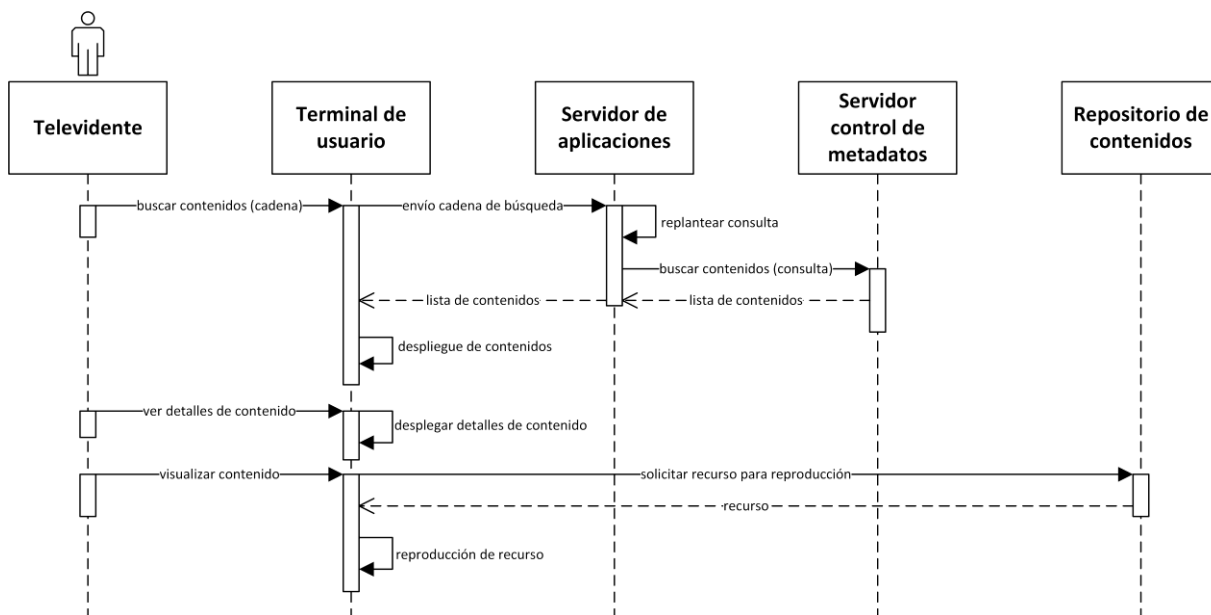 Televidente
Terminal de
usuario
Servidor de
aplicaciones
Servidor
control de
metadatos
Repositorio de
contenidos
buscar contenidos (cadena)
envío cadena de búsqueda
replantear consulta
buscar contenidos (consulta)
lista de contenidos
lista de contenidos
despliegue de contenidos
ver detalles de contenido
desplegar detalles de contenido
visualizar contenido
solicitar recurso para reproducción
recurso
reproducción de recurso